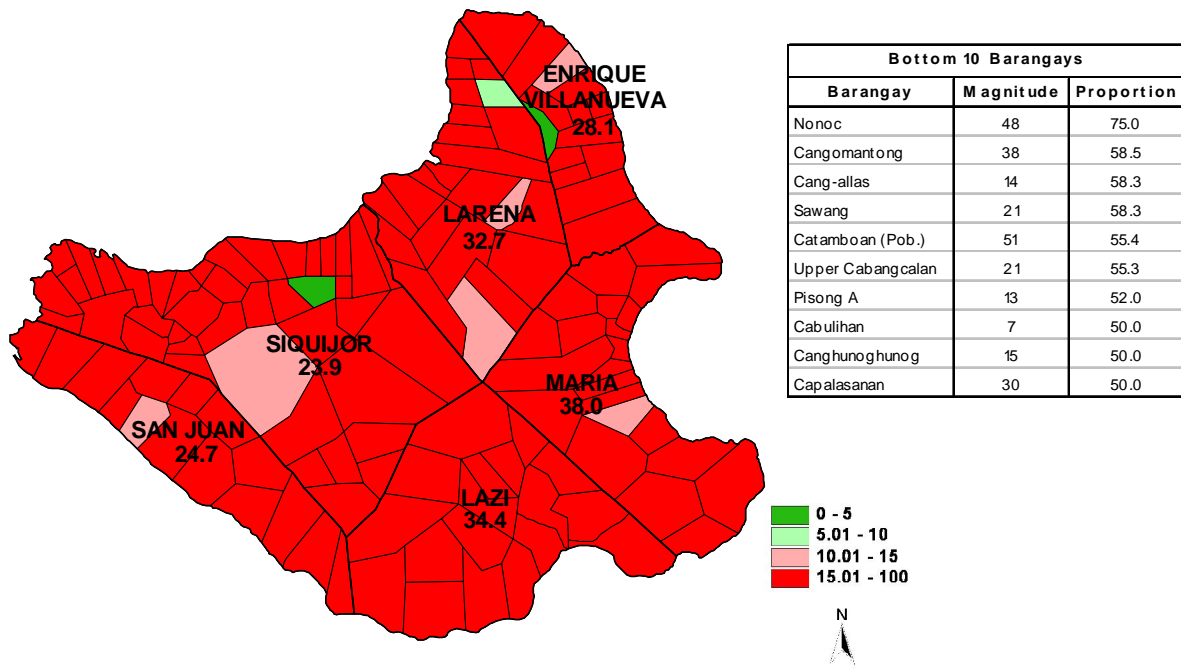 ENRIQUE
VILLANUEVA
28.1
LARENA
32.7
SIQUIJOR
23.9
MARIA
38.0
SAN JUAN
24.7
LAZI
34.4
Bottom 10 Barangays
Barangay Magnitude Proportion
Nonoc 48 75.0
Cangomantong 38 58.5
Cang-allas 14 58.3
Sawang 21 58.3
Catamboan (Pob.) 51 55.4
Upper Cabangcalan 21 55.3
Pisong A 13 52.0
Cabulihan 7 50.0
Canghunoghunog 15 50.0
Capalasanan 30 50.0
0 - 5
5.01 - 10
10.01 - 15
15.01 - 100
N